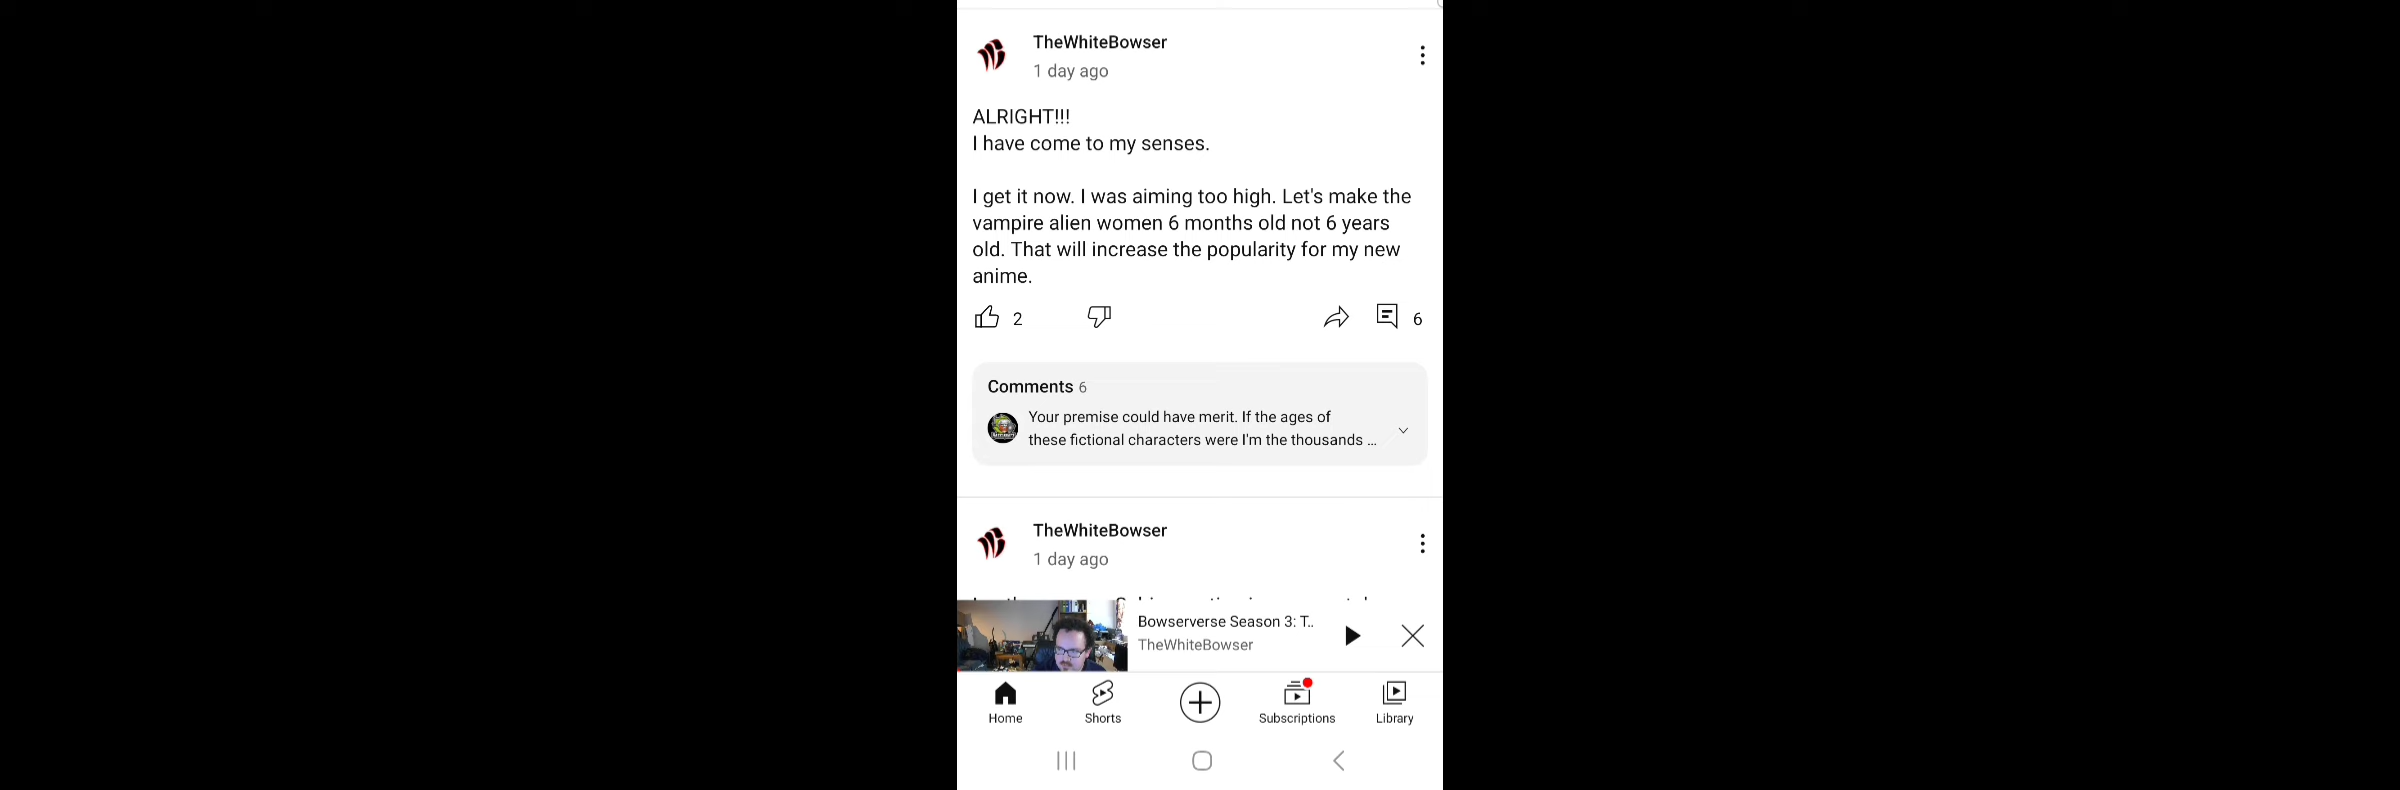 TheWhiteBowser
1 day ago
ALRIGHT!!!
I have come to my senses.
I get it now. I was aiming too high. Let's make the
vampire alien women 6 months old not 6 years
old. That will increase the popularity for my new
anime.
2
6
Comments 6
Your premise could have merit. If the ages of
these fictional characters were I'm the thousands ...
TheWhiteBowser
1 day ago
Bowserverse Season 3: T..
TheWhiteBowser
Home
Shorts
Subscriptions
Library